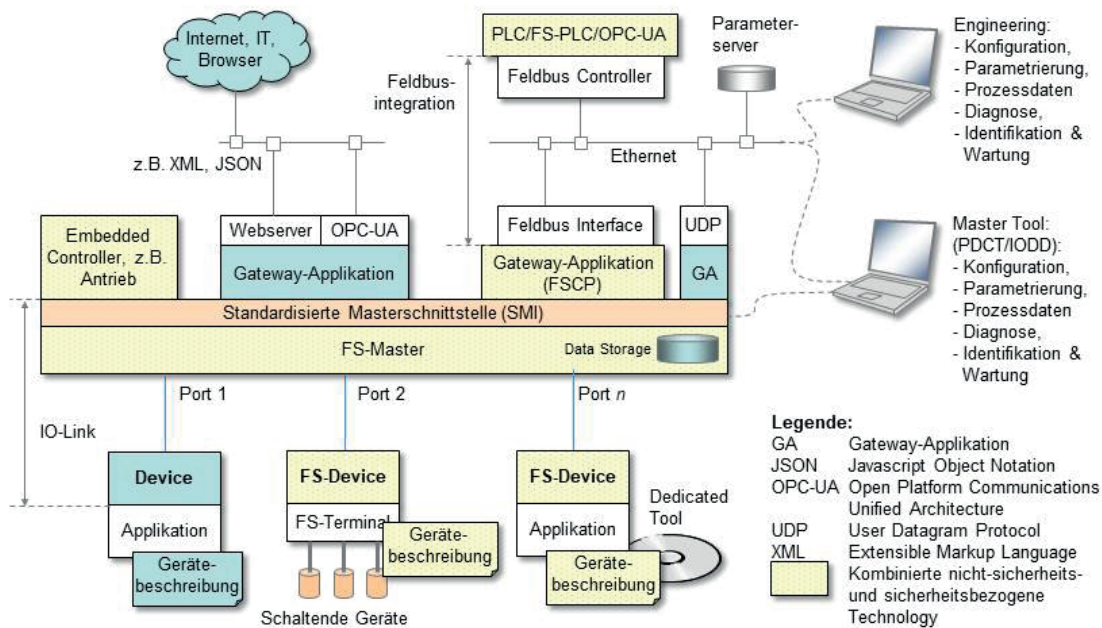 Internet, IT,
Browser
PLC/FS-PLC/OPC-UA
Feldbus Controller
Feldbus-
integration
Parameter-
server
Engineering:
- Konfiguration,
- Parametrierung,
- Prozessdaten
- Diagnose,
- Identifikation &
Wartung
z.B. XML, JSON
Ethernet
Embedded
Controller, z.B.
Antrieb
Webserver
OPC-UA
Gateway-Applikation
Feldbus Interface
Gateway-Applikation
(FSCP)
UDP
GA
Master Tool:
(PDCT/IODD):
- Konfiguration,
- Parametrierung,
- Prozessdaten
- Diagnose,
- Identifikation &
Wartung
Standardisierte Masterschnittstelle (SMI)
FS-Master
Data Storage
Port 1
Port 2
Port n
IO-Link
Device
Applikation
Geräte-
beschreibung
FS-Device
FS-Terminal
Geräte-
beschreibung
Schaltende Geräte
FS-Device
Applikation
Geräte-
beschreibung
Dedicated
Tool
Legende:
GA Gateway-Applikation
JSON Javascript Object Notation
OPC-UA Open Platform Communications
Unified Architecture
UDP User Datagram Protocol
XML Extensible Markup Language
Kombinierte nicht-sicherheits-
und sicherheitsbezogene
Technology